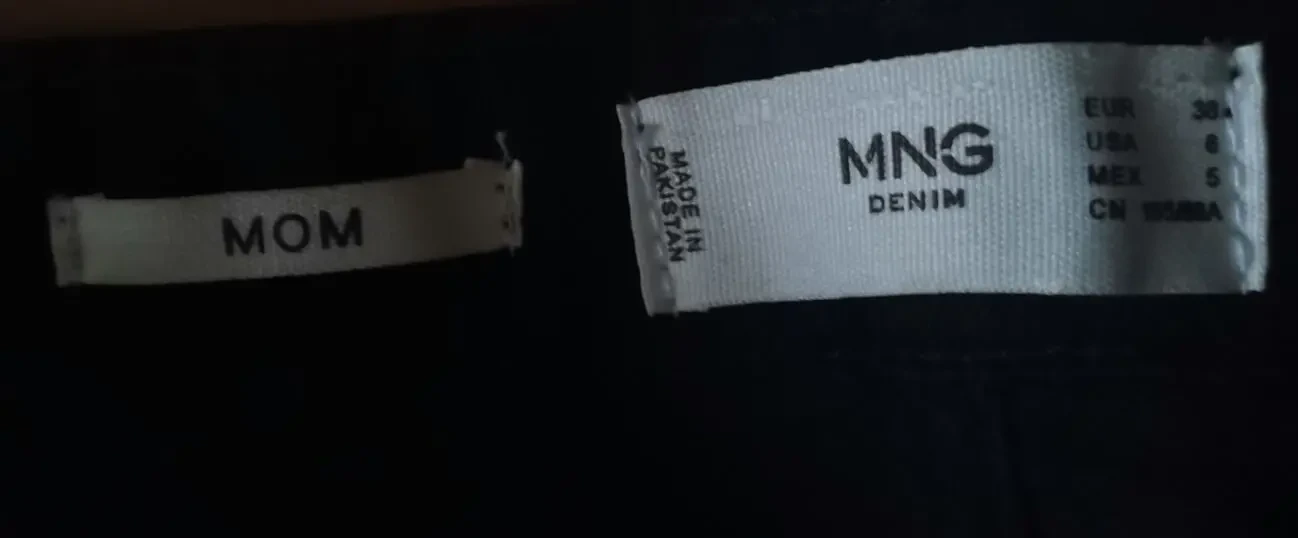 MOM
MADE IN
PAKISTAN
MNG
DENIM
EUR 38
USA 6
MEX 5
CN